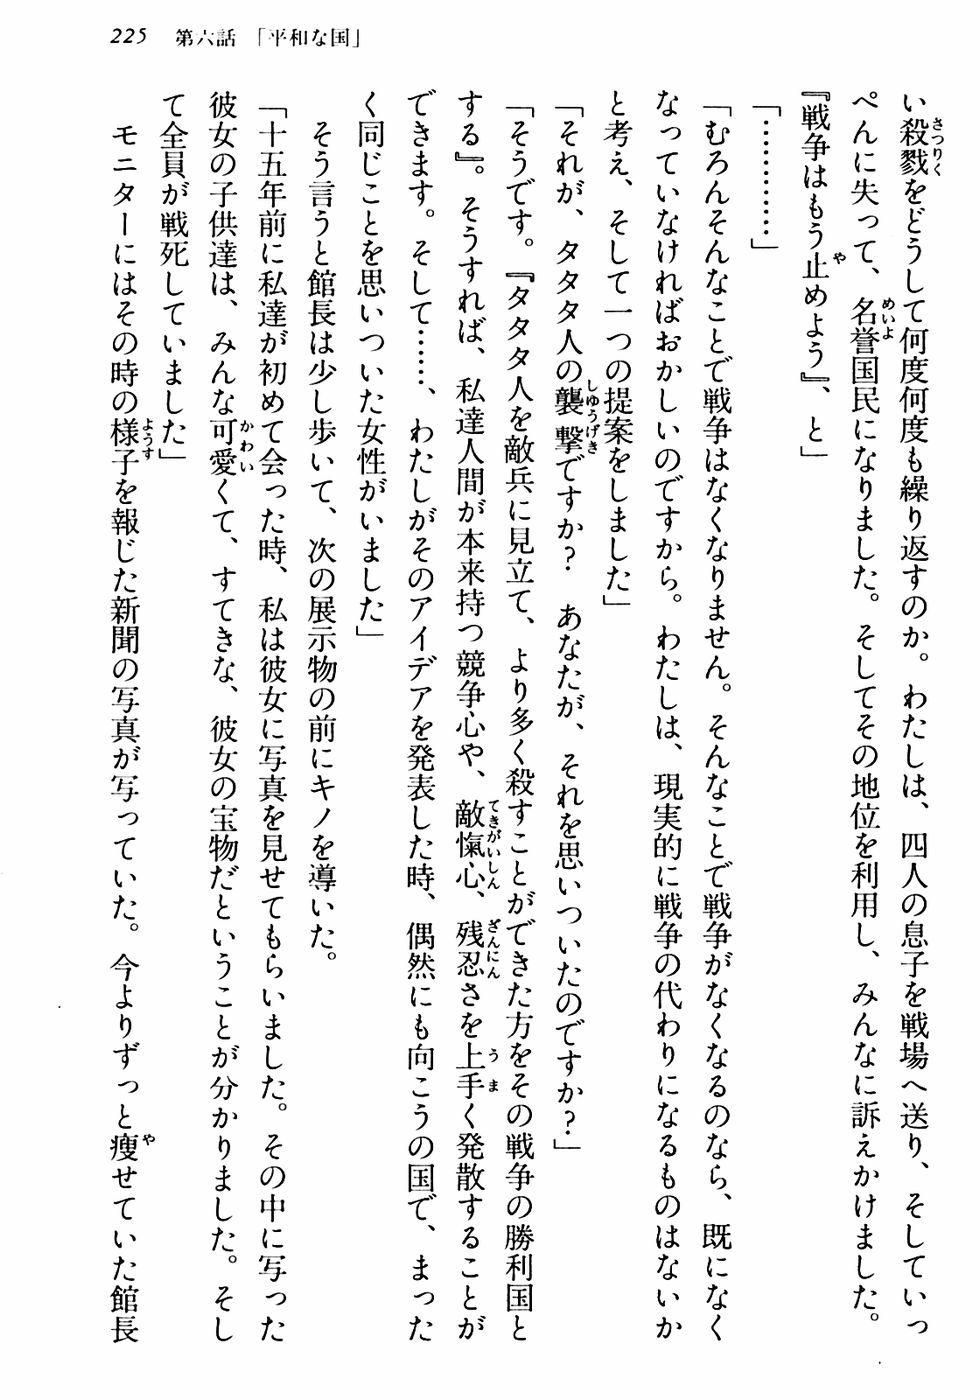 225　第六話　「平和な国」
い殺戮をどうして何度何度も繰り返すのか。わたしは、四人の息子を戦場へ送り、そしていっ
ぺんに失って、名誉国民になりました。そしてその地位を利用し、みんなに訴えかけました。
『戦争はもう止めよう』、と」
「…………」
「むろんそんなことで戦争はなくなりません。そんなことで戦争がなくなるのなら、既になく
なっていなければおかしいのですから。わたしは、現実的に戦争の代わりになるものはないか
と考え、そして一つの提案をしました」
「それが、タタタ人の襲撃ですか？　あなたが、それを思いついたのですか？」
「そうです。『タタタ人を敵兵に見立て、より多く殺すことができた方をその戦争の勝利国と
する』。そうすれば、私達人間が本来持つ競争心や、敵愾心、残忍さを上手く発散することが
できます。そして……、わたしがそのアイデアを発表した時、偶然にも向こうの国で、まった
く同じことを思いついた女性がいました」
そう言うと館長は少し歩いて、次の展示物の前にキノを導いた。
「十五年前に私達が初めて会った時、私は彼女に写真を見せてもらいました。その中に写った
彼女の子供達は、みんな可愛くて、すてきな、彼女の宝物だということが分かりました。そし
て全員が戦死していました」
モニターにはその時の様子を報じた新聞の写真が写っていた。今よりずっと痩せていた館長